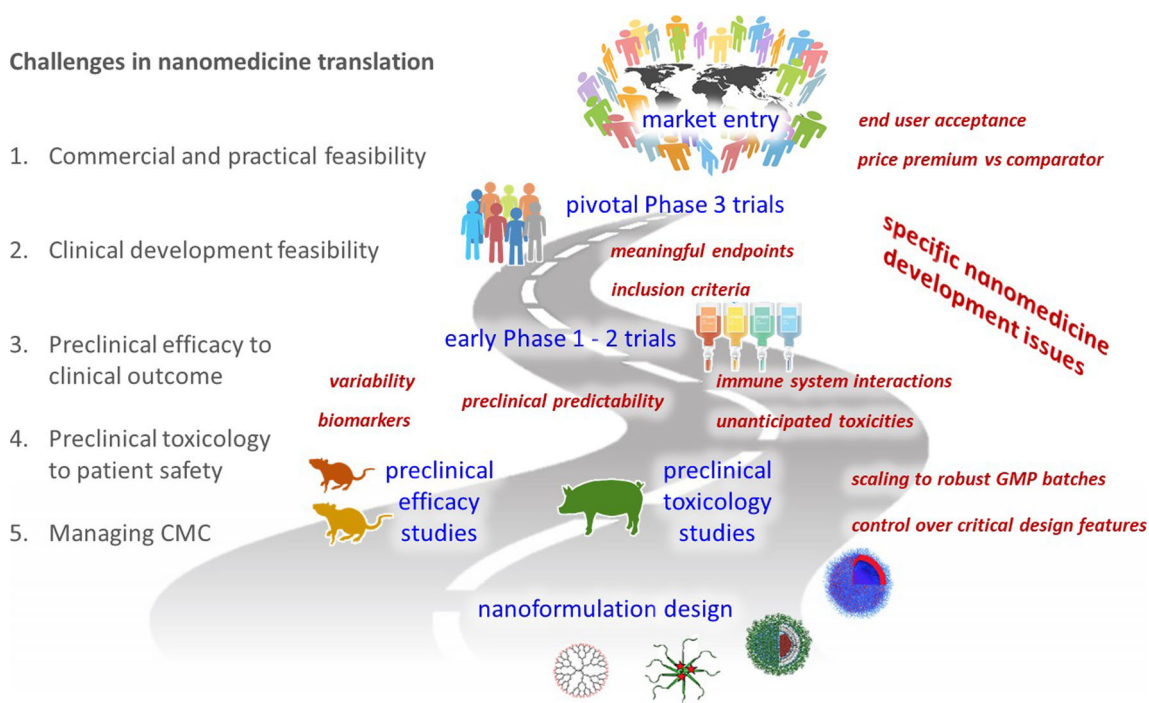 Challenges in nanomedicine translation
market entry
end user acceptance
1. Commercial and practical feasibility
price premium vs comparator
pivotal Phase 3 trials
2. Clinical development feasibility
meaningful endpoints
inclusion criteria
specific nanomedicine
development issues
3. Preclinical efficacy to
clinical outcome
early Phase 1 - 2 trials
variability
biomarkers
preclinical predictability
immune system interactions
unanticipated toxicities
4. Preclinical toxicology
to patient safety
preclinical
efficacy
studies
preclinical
toxicology
studies
scaling to robust GMP batches
control over critical design features
5. Managing CMC
nanoformulation design